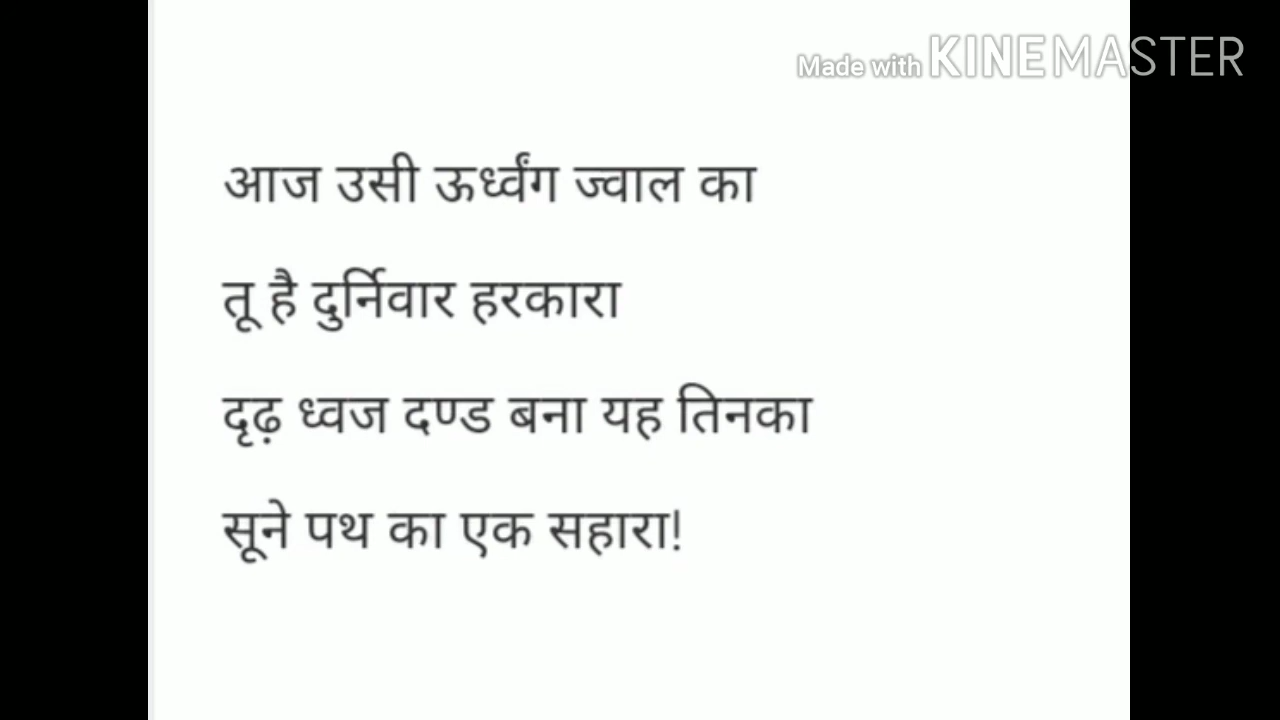 Made with KINEMASTER
आज उसी ऊर्ध्वंग ज्वाल का
तू है दुर्निवार हरकारा
दृढ़ ध्वज दण्ड बना यह तिनका
सूने पथ का एक सहारा!